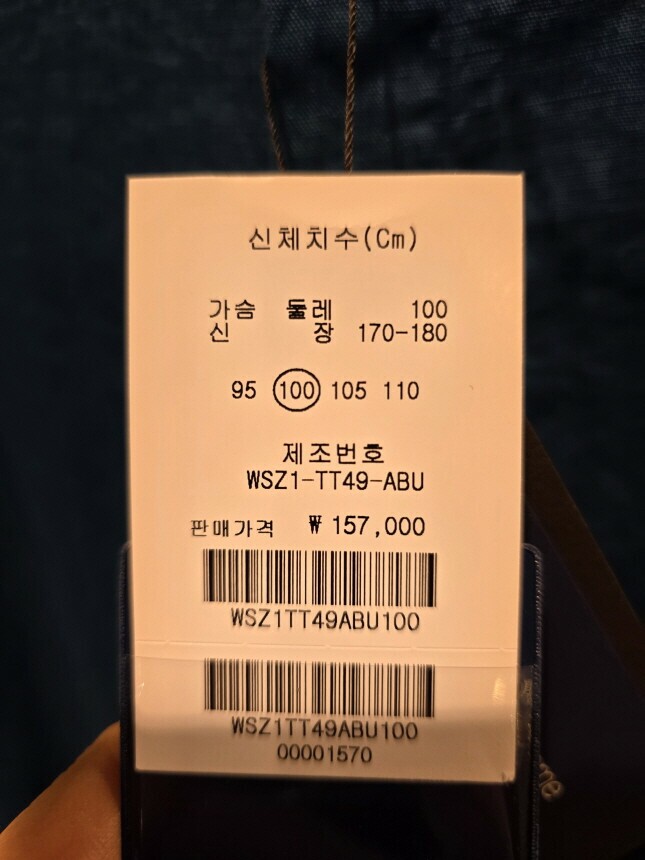 신체치수(Cm)
가슴 둘레 100
신 장 170-180
95 100 105 110
제조번호
WSZ1-TT49-ABU
판매가격 ₩ 157,000
WSZ1TT49ABU100
WSZ1TT49ABU100
00001570